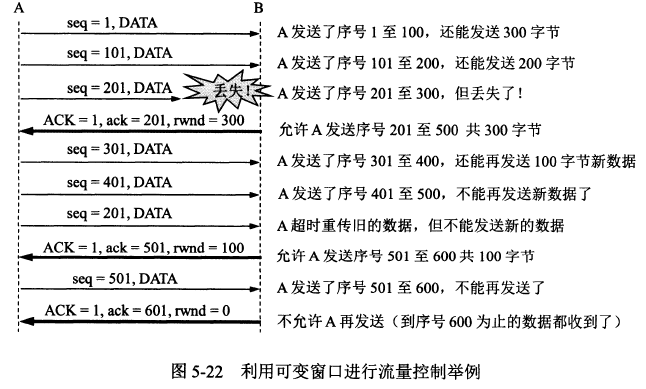 A B
seq = 1, DATA A 发送了序号 1 至 100，还能发送 300 字节
seq = 101, DATA A 发送了序号 101 至 200，还能发送 200 字节
seq = 201, DATA 丢失！ A 发送了序号 201 至 300，但丢失了！
ACK = 1, ack = 201, rwnd = 300 允许 A 发送序号 201 至 500 共 300 字节
seq = 301, DATA A 发送了序号 301 至 400，还能再发送 100 字节新数据
seq = 401, DATA A 发送了序号 401 至 500，不能再发送新数据了
seq = 201, DATA A 超时重传旧的数据，但不能发送新的数据
ACK = 1, ack = 501, rwnd = 100 允许 A 发送序号 501 至 600 共 100 字节
seq = 501, DATA A 发送了序号 501 至 600，不能再发送了
ACK = 1, ack = 601, rwnd = 0 不允许 A 再发送（到序号 600 为止的数据都收到了）
图 5-22 利用可变窗口进行流量控制举例